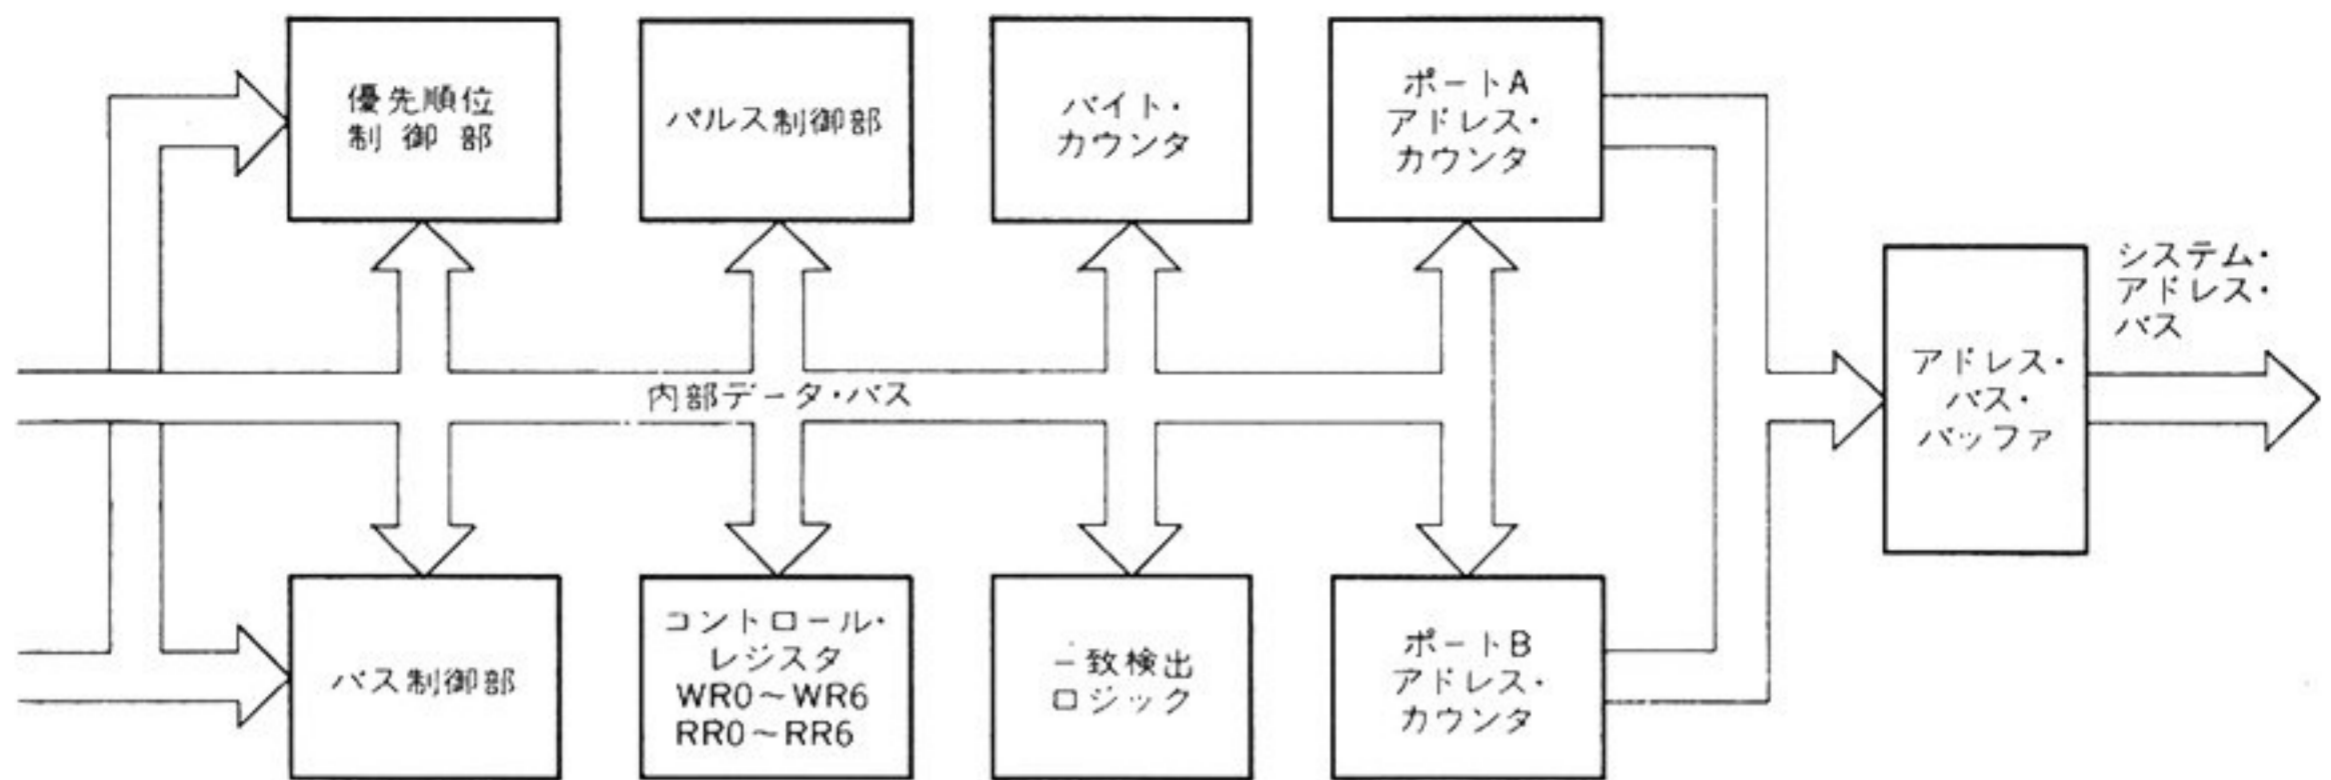 優先順位
制御部
パルス制御部
バイト・
カウンタ
ポートA
アドレス・
カウンタ
システム・
アドレス・
バス
アドレス・
バス・
バッファ
内部データ・バス
バス制御部
コントロール・
レジスタ
WR0～WR6
RR0～RR6
一致検出
ロジック
ポートB
アドレス・
カウンタ